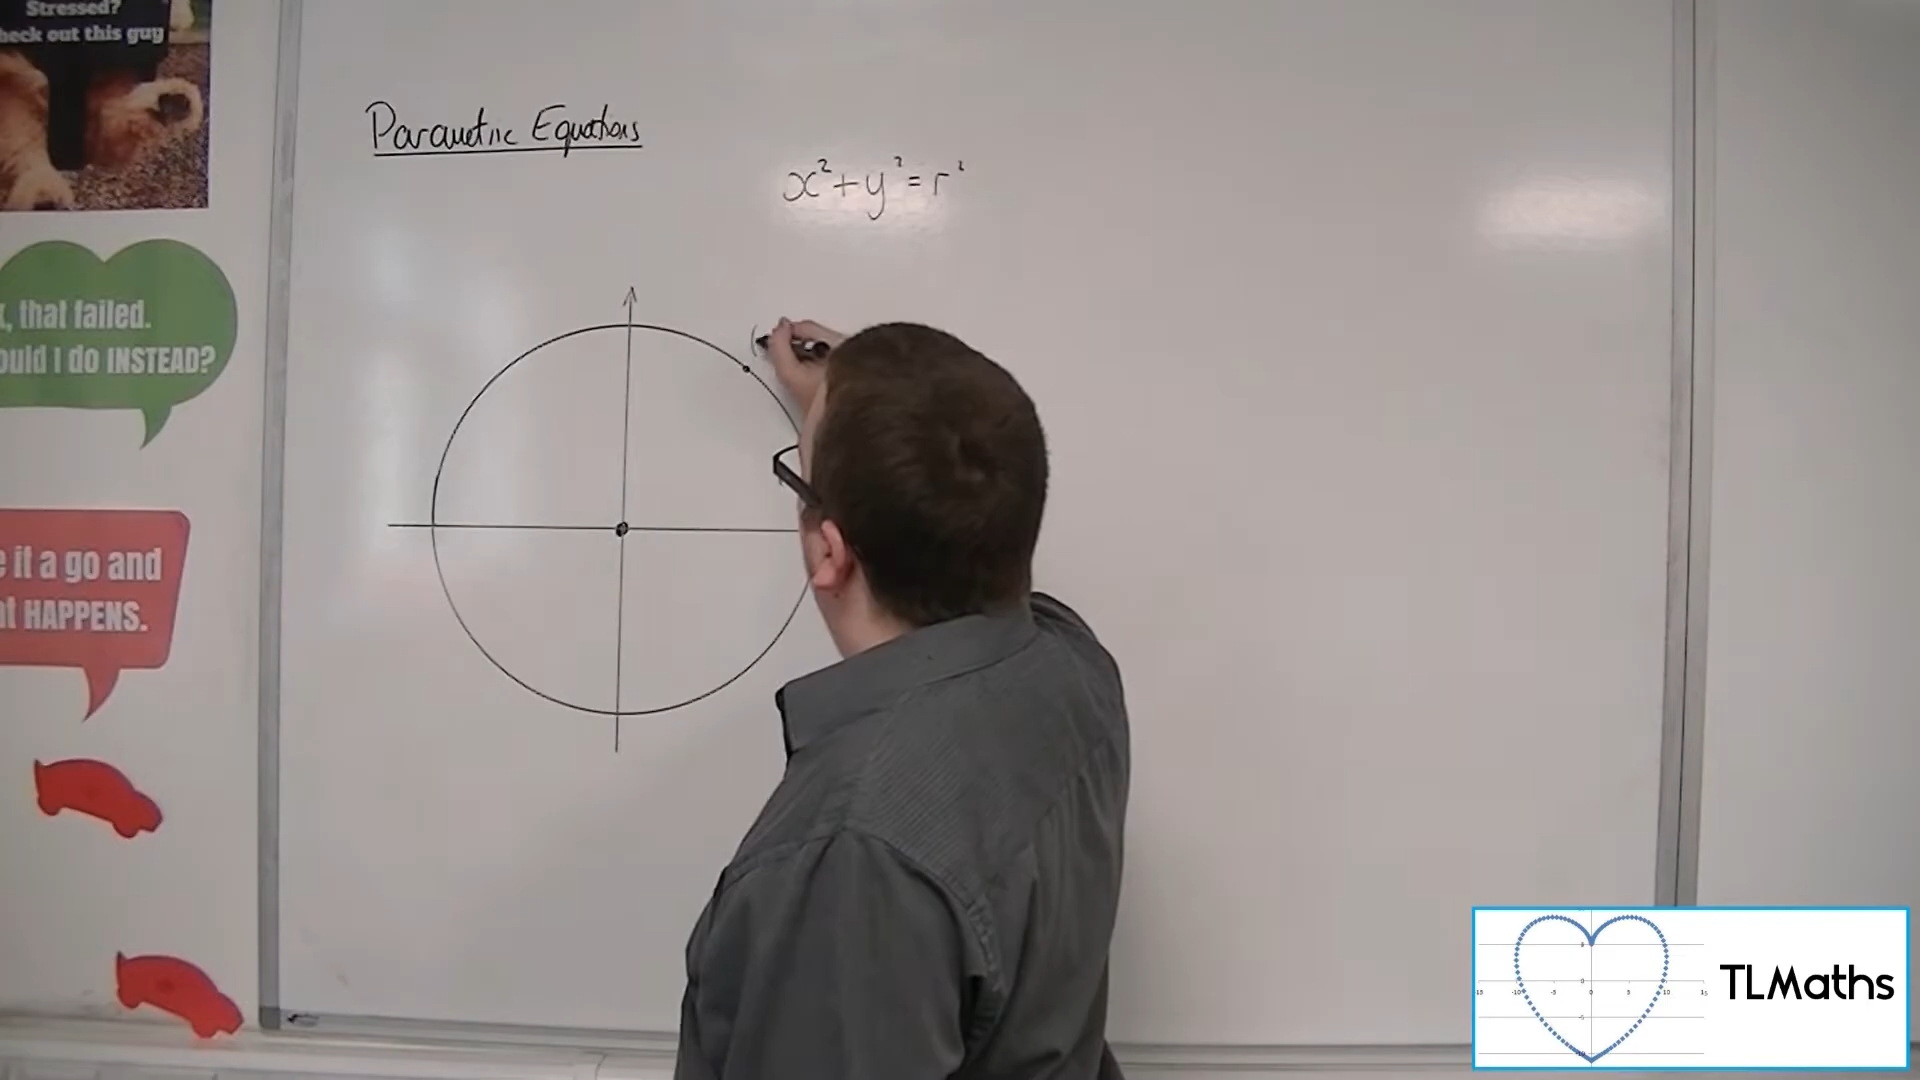 Stressed?
heck out this guy
Parametric Equations
x² + y² = r²
, that failed.
ould I do INSTEAD?
e it a go and
at HAPPENS.
(
TLMaths